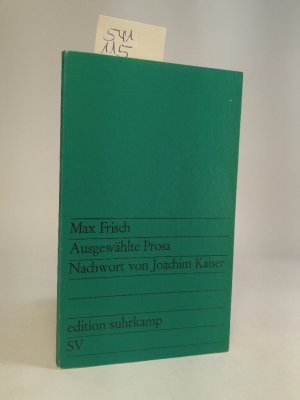 541
115
Max Frisch
Ausgewählte Prosa
Nachwort von Joachim Kaiser
edition suhrkamp
SV